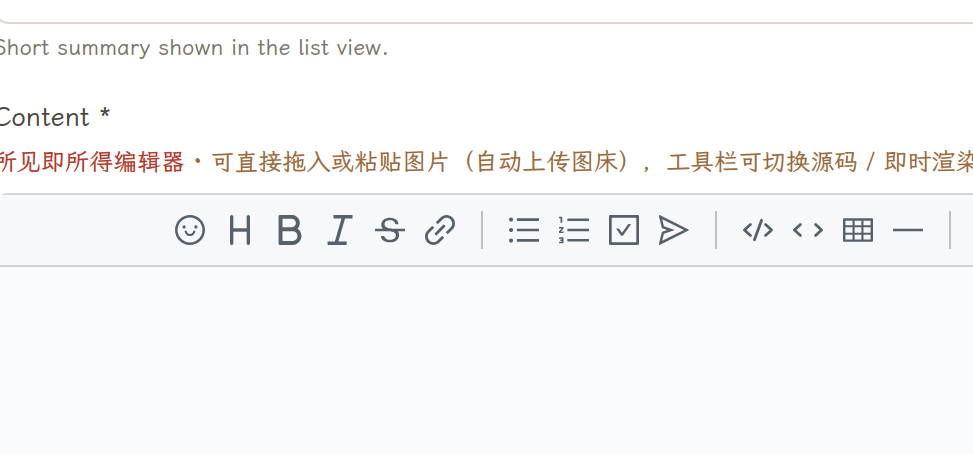 Short summary shown in the list view.
Content *
所见即所得编辑器・可直接拖入或粘贴图片（自动上传图床），工具栏可切换源码 / 即时渲染
H B I S